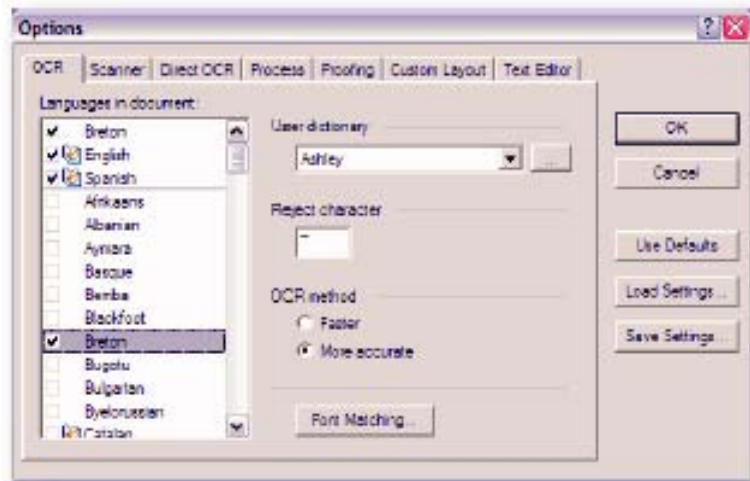 Options
OCR Scanner Direct OCR Process Proofing Custom Layout Text Editor
Languages in document:
Breton
English
Spanish
Afrikaans
Albanian
Aymara
Basque
Bemba
Blackfoot
Breton
Bugotu
Bulgarian
Byelorussian
Catalan
User dictionary
Ashley
...
Reject character
~
OCR method
Faster
More accurate
Font Matching...
OK
Cancel
Use Defaults
Load Settings...
Save Settings...